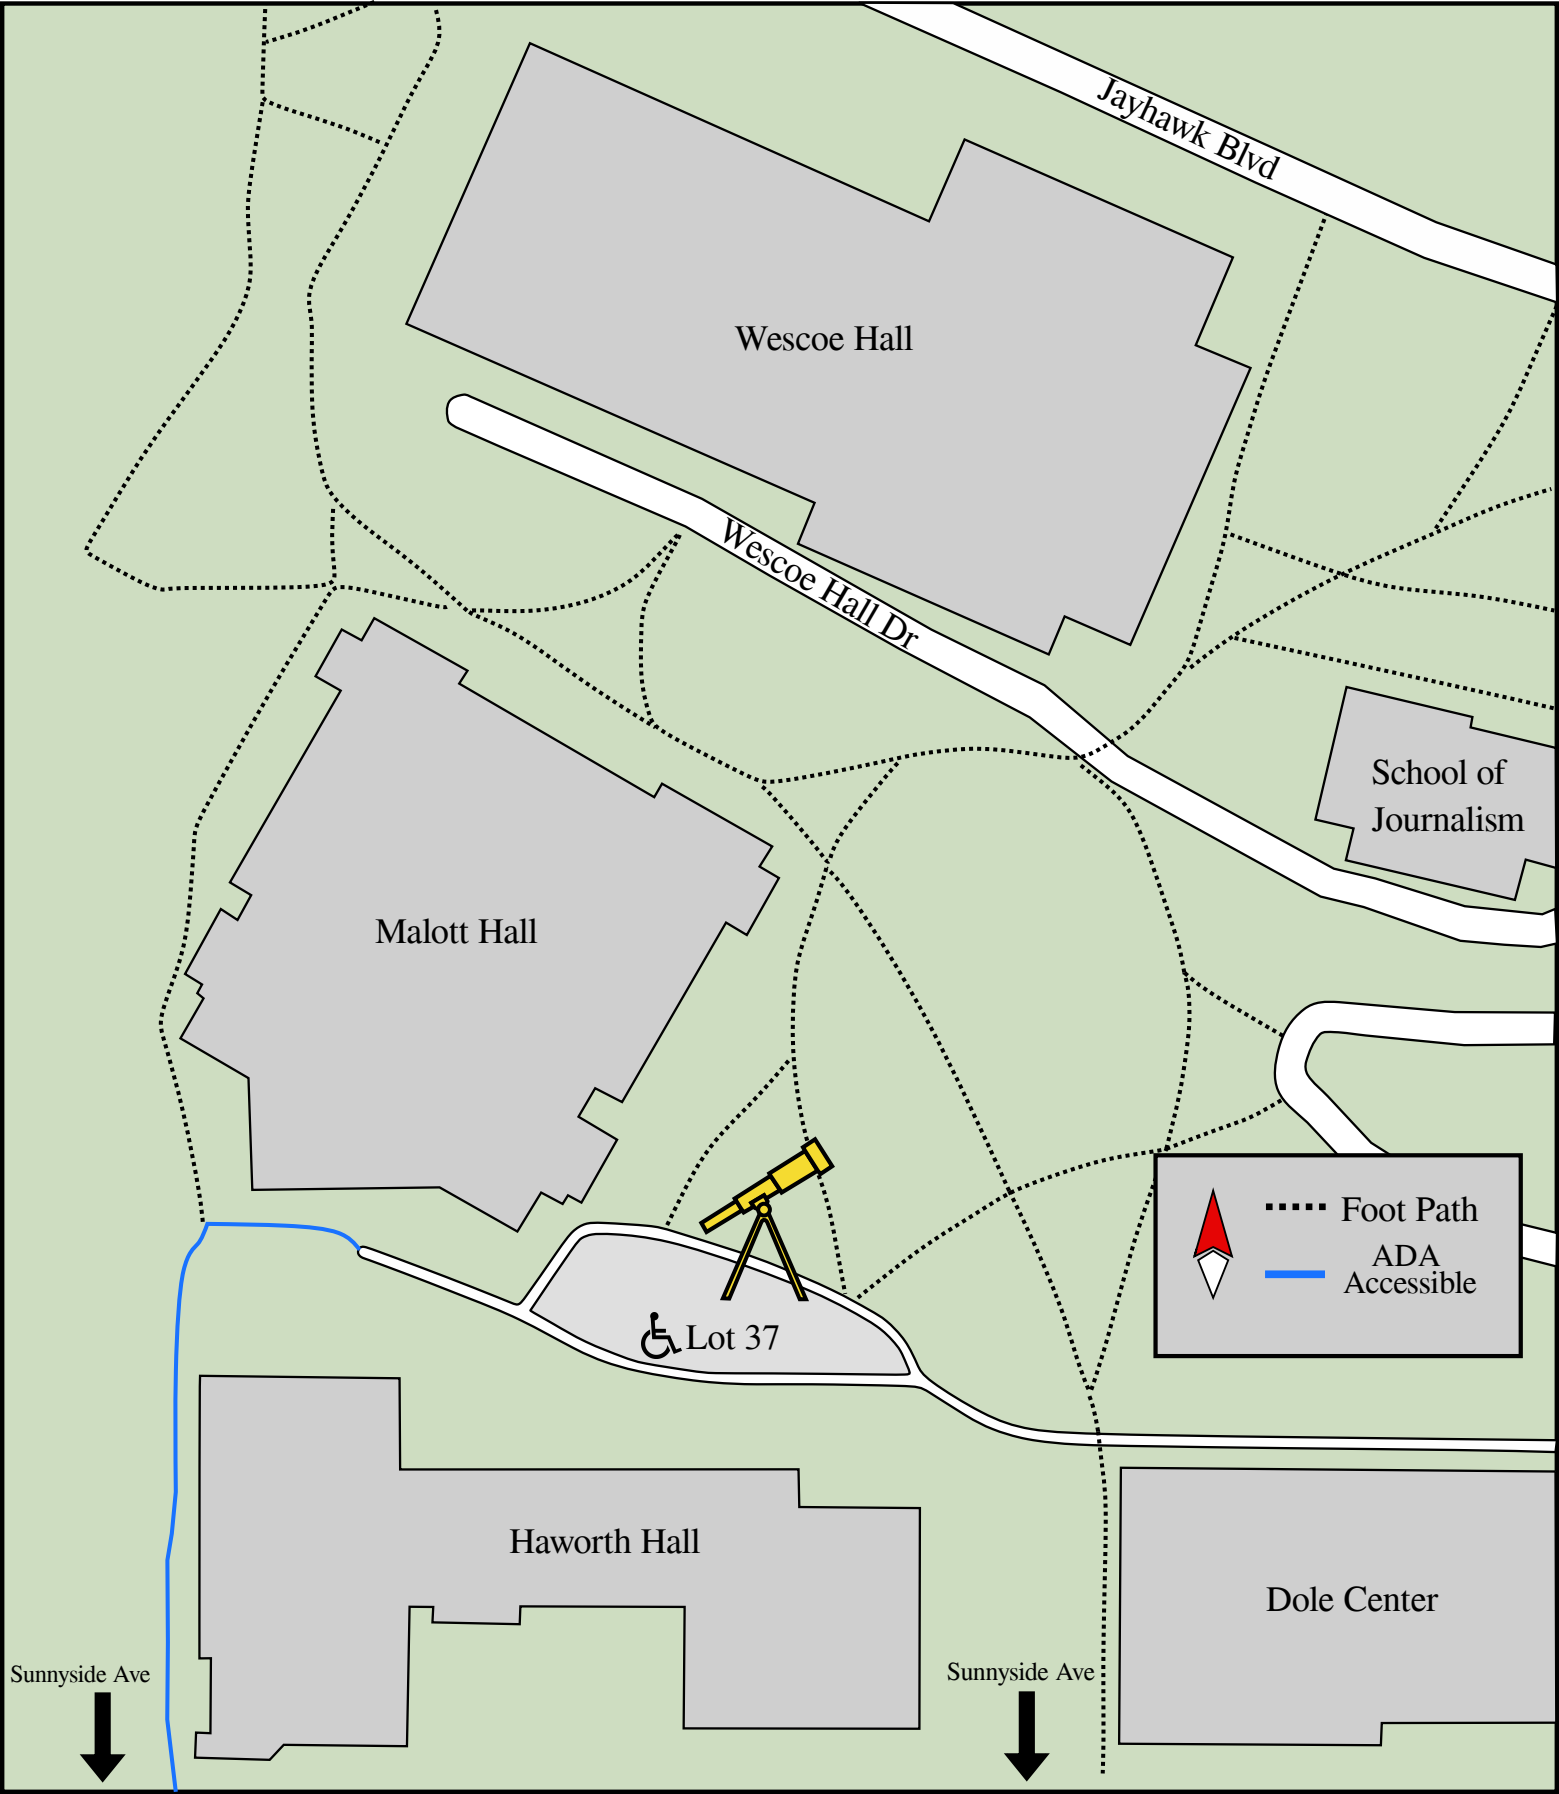 Jayhawk Blvd
Wescoe Hall
Wescoe Hall Dr
School of
Journalism
Malott Hall
Foot Path
ADA
Accessible
Lot 37
Haworth Hall
Dole Center
Sunnyside Ave
Sunnyside Ave